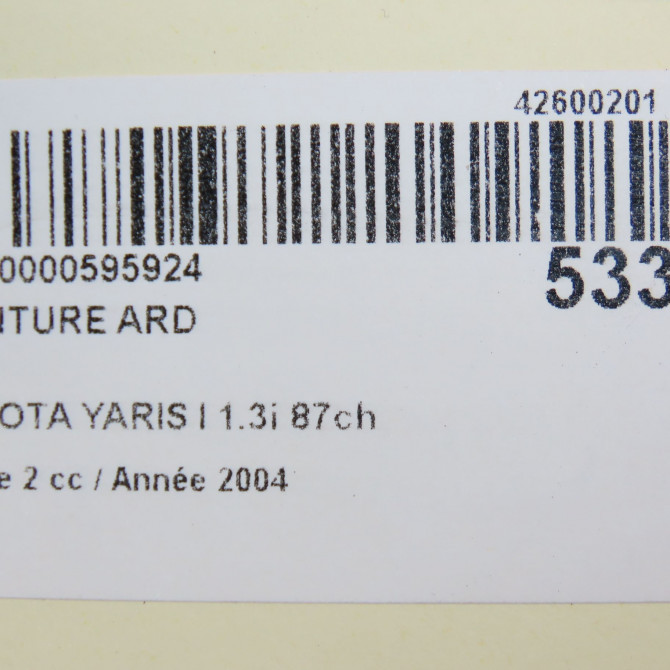 42600201
0000595924
533
NTURE ARD
OTA YARIS I 1.3i 87ch
e 2 cc / Année 2004